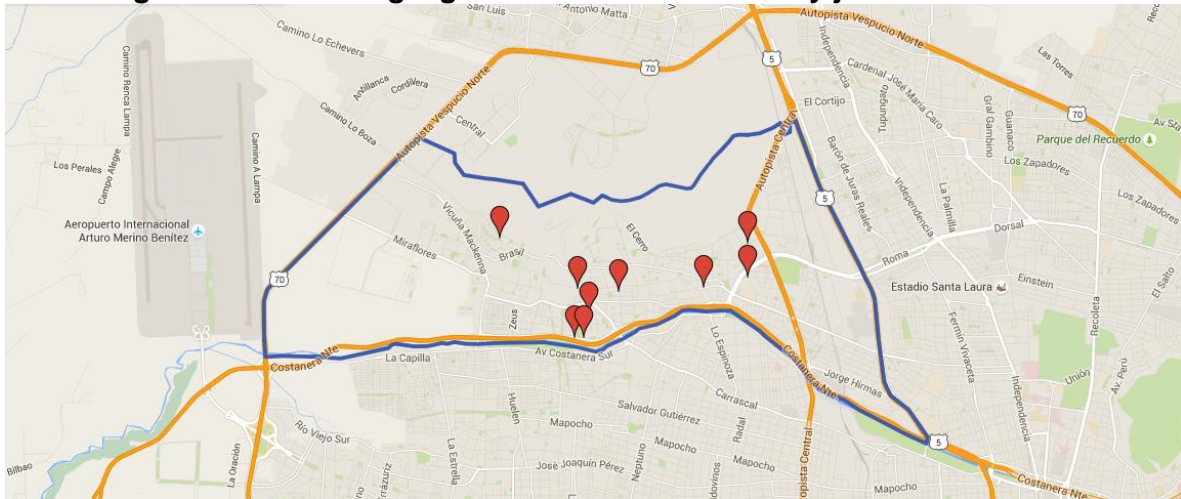 San Luis
Antonio Matta
Autopista Vespucio Norte
Camino Lo Echevers
Camino Renca Lampa
Antillanca
Cordillera
Autopista Vespucio Norte
70
5
Independencia
Cardenal José María Caro
Las Torres
Tupungato
Gral Gambino
Guanaco
70
El Cortijo
Central
Camino Lo Boza
Autopista Central
Parque del Recuerdo
Los Zapadores
Los Perales
Campo Alegre
Camino A Lampa
Barón de Juras Reales
Independencia
La Palmilla
Los Zapadores
5
Aeropuerto Internacional
Arturo Merino Benítez
Miraflores
Vicuña Mackenna
Brasil
El Cerro
Dorsal
Roma
Einstein
El Salto
70
Estadio Santa Laura
Recoleta
Zeus
Fermín Vivaceta
Costanera Nte
La Capilla
Av Costanera Sur
Lo Espinoza
Costanera Nte
Jorge Hirmas
Unión
Av. Perú
Independencia
Huelen
Carrascal
Salvador Gutiérrez
Radal
Mapocho
Mapocho
5
Río Viejo Sur
La Oración
La Estrella
Neptuno
Mapocho
José Joaquín Pérez
Autopista Central
Bilbao
Errázuriz
Mapocho
Costanera Nte